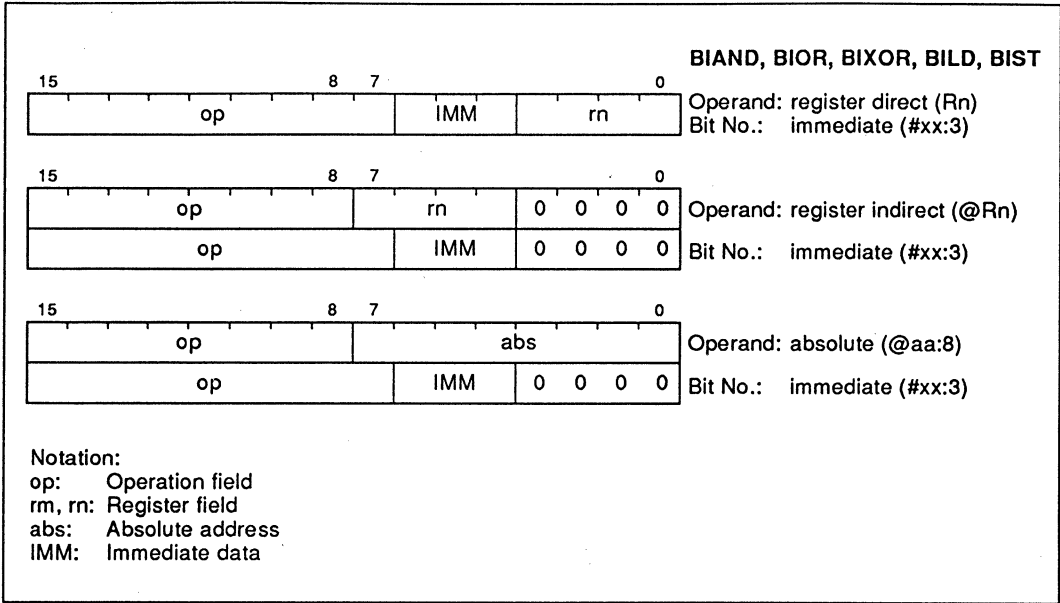 BIAND, BIOR, BIXOR, BILD, BIST
15 8 7 0
op IMM rn Operand: register direct (Rn)
Bit No.: immediate (#xx:3)
15 8 7 0
op rn 0 0 0 0 Operand: register indirect (@Rn)
op IMM 0 0 0 0 Bit No.: immediate (#xx:3)
15 8 7 0
op abs Operand: absolute (@aa:8)
op IMM 0 0 0 0 Bit No.: immediate (#xx:3)
Notation:
op: Operation field
rm, rn: Register field
abs: Absolute address
IMM: Immediate data